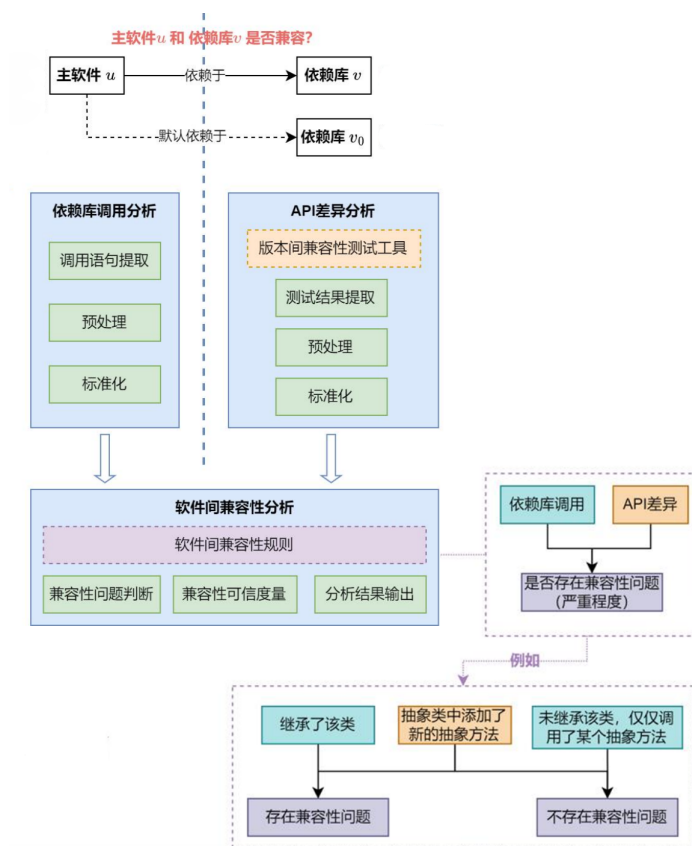 主软件u 和 依赖库v 是否兼容?
主软件 u
依赖于
依赖库 v
默认依赖于
依赖库 v₀
依赖库调用分析
调用语句提取
预处理
标准化
API差异分析
版本间兼容性测试工具
测试结果提取
预处理
标准化
软件间兼容性分析
软件间兼容性规则
兼容性问题判断
兼容性可信度量
分析结果输出
依赖库调用
API差异
是否存在兼容性问题
(严重程度)
例如
继承了该类
抽象类中添加了
新的抽象方法
未继承该类，仅仅调
用了某个抽象方法
存在兼容性问题
不存在兼容性问题